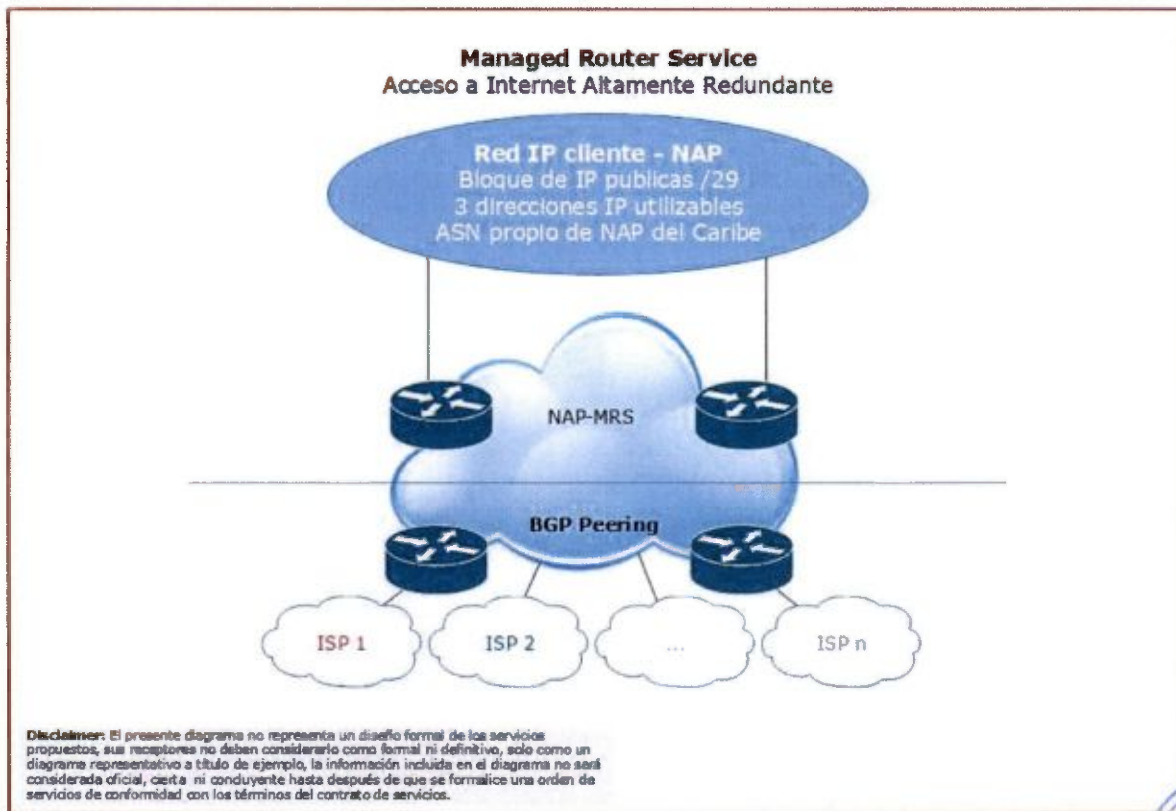 Managed Router Service
Acceso a Internet Altamente Redundante
Red IP cliente - NAP
Bloque de IP publicas /29
3 direcciones IP utilizables
ASN propio de NAP del Caribe
NAP-MRS
BGP Peering
ISP 1
ISP 2
...
ISP n
Disclaimer: El presente diagrama no representa un diseño formal de los servicios
propuestos, sus receptores no deben considerarlo como formal ni definitivo, solo como un
diagrama representativo a título de ejemplo, la información incluida en el diagrama no será
considerada oficial, cierta ni concluyente hasta después de que se formalice una orden de
servicios de conformidad con los términos del contrato de servicios.